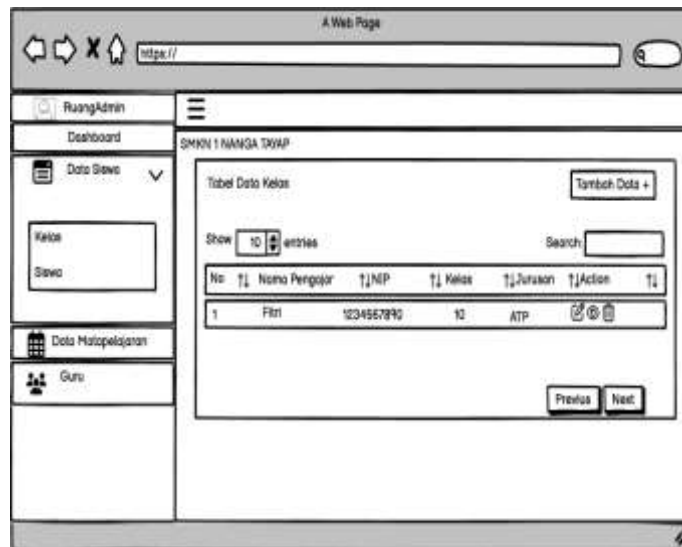 A Web Page
https://
RuangAdmin
Dashboard
Data Siswa
Kelas
Siswa
Data Matapelajaran
Guru
SMKN 1 NANGA TAYAP
Tabel Data Kelas
Tambah Data +
Show 10 entries
Search:
No Nama Pengajar NIP Kelas Jurusan Action
1 Fitri 1234567890 10 ATP
Previus Next